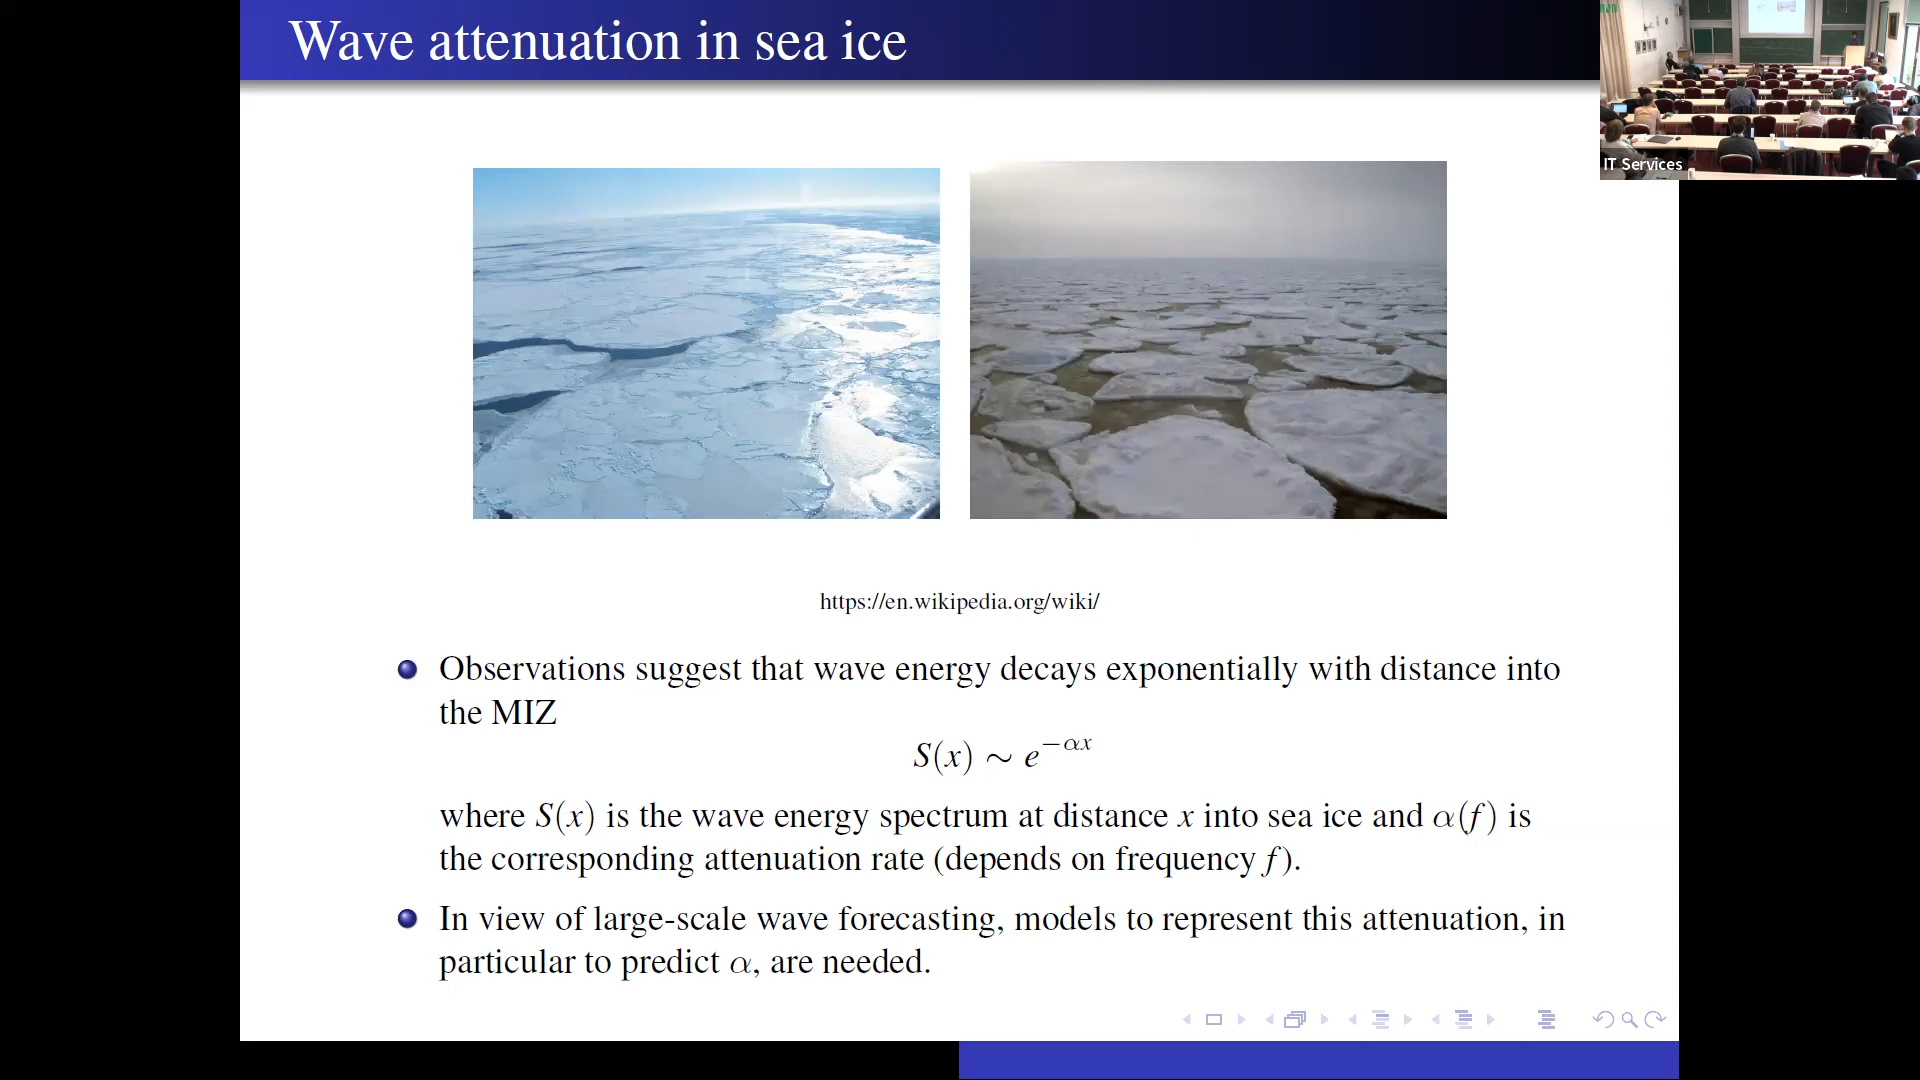 Wave attenuation in sea ice
IT Services
https://en.wikipedia.org/wiki/
Observations suggest that wave energy decays exponentially with distance into
the MIZ
S(x) ∼ e^{−αx}
where S(x) is the wave energy spectrum at distance x into sea ice and α(f) is
the corresponding attenuation rate (depends on frequency f).
In view of large-scale wave forecasting, models to represent this attenuation, in
particular to predict α, are needed.